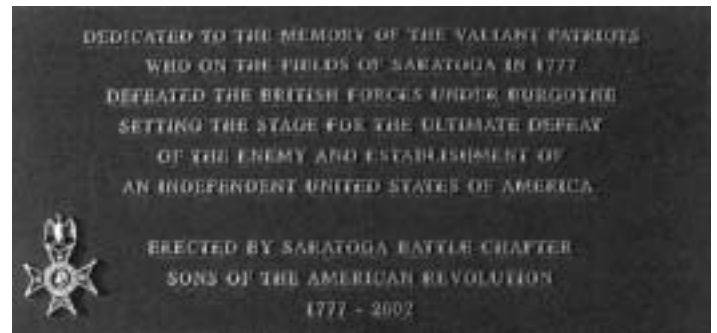 DEDICATED TO THE MEMORY OF THE VALIANT PATRIOTS
WHO ON THE FIELDS OF SARATOGA IN 1777
DEFEATED THE BRITISH FORCES UNDER BURGOYNE
SETTING THE STAGE FOR THE ULTIMATE DEFEAT
OF THE ENEMY AND ESTABLISHMENT OF
AN INDEPENDENT UNITED STATES OF AMERICA
ERECTED BY SARATOGA BATTLE CHAPTER
SONS OF THE AMERICAN REVOLUTION
1777 - 2002